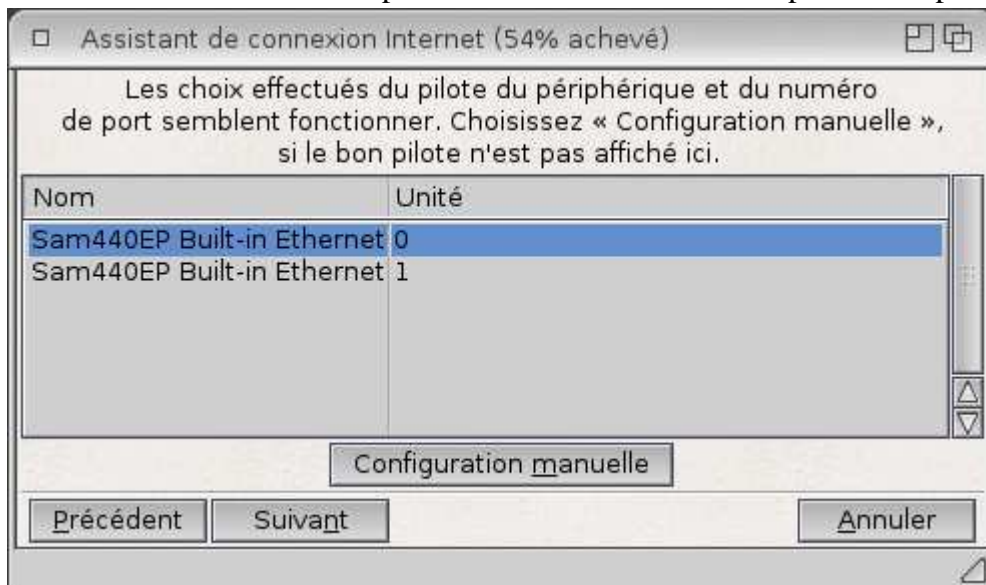 Assistant de connexion Internet (54% achevé)
Les choix effectués du pilote du périphérique et du numéro
de port semblent fonctionner. Choisissez « Configuration manuelle »,
si le bon pilote n'est pas affiché ici.
Nom Unité
Sam440EP Built-in Ethernet 0
Sam440EP Built-in Ethernet 1
Configuration manuelle
Précédent Suivant Annuler